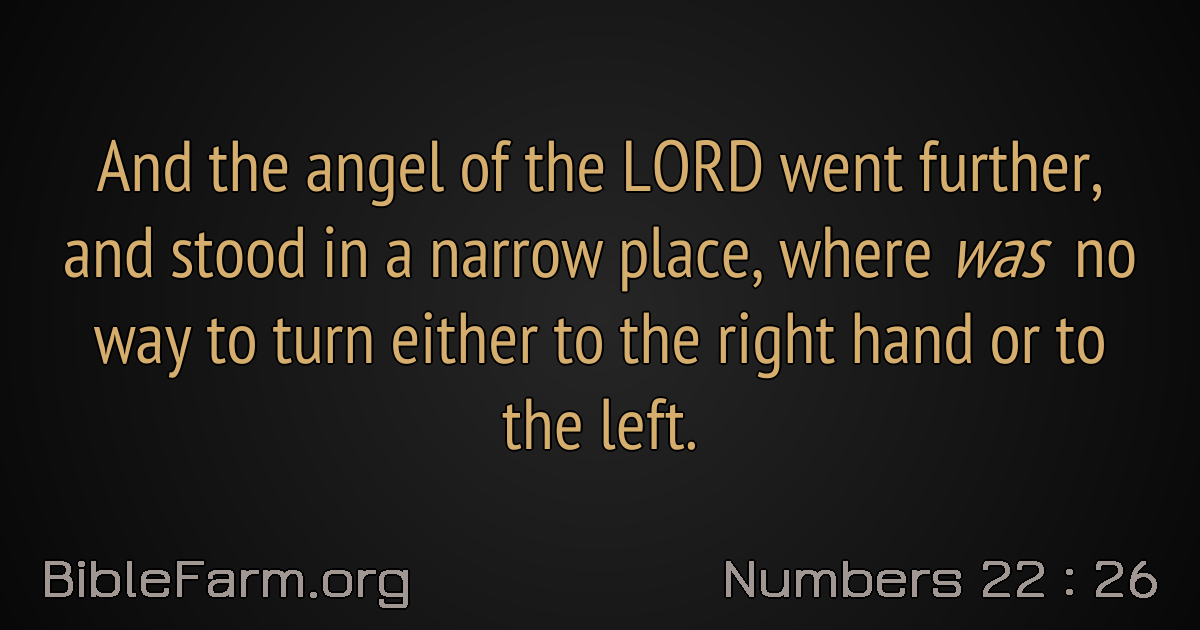 And the angel of the LORD went further,
and stood in a narrow place, where was no
way to turn either to the right hand or to
the left.
BibleFarm.org
Numbers 22 : 26